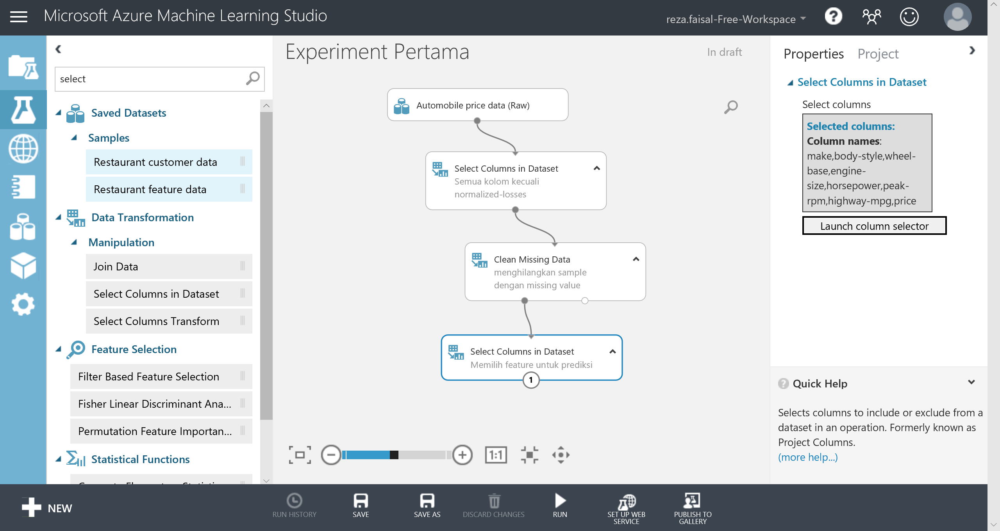 Microsoft Azure Machine Learning Studio
reza.faisal-Free-Workspace
select
Saved Datasets
Samples
Restaurant customer data
Restaurant feature data
Data Transformation
Manipulation
Join Data
Select Columns in Dataset
Select Columns Transform
Feature Selection
Filter Based Feature Selection
Fisher Linear Discriminant Ana...
Permutation Feature Importan...
Statistical Functions
Experiment Pertama
In draft
Automobile price data (Raw)
Select Columns in Dataset
Semua kolom kecuali
normalized-losses
Clean Missing Data
menghilangkan sample
dengan missing value
Select Columns in Dataset
Memilih feature untuk prediksi
1
1:1
Properties Project
Select Columns in Dataset
Select columns
Selected columns:
Column names:
make,body-style,wheel-
base,engine-
size,horsepower,peak-
rpm,highway-mpg,price
Launch column selector
Quick Help
Selects columns to include or exclude from a
dataset in an operation. Formerly known as
Project Columns.
(more help...)
NEW
RUN HISTORY
SAVE
SAVE AS
DISCARD CHANGES
RUN
SET UP WEB
SERVICE
PUBLISH TO
GALLERY